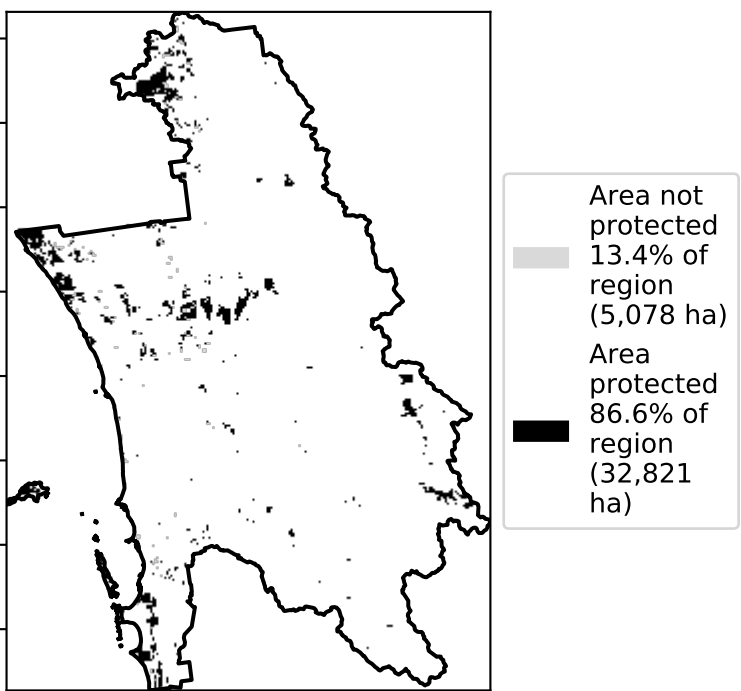 Area not
protected
13.4% of
region
(5,078 ha)
Area
protected
86.6% of
region
(32,821
ha)